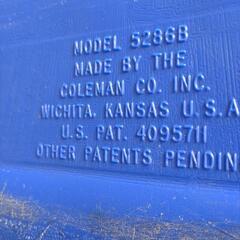 MODEL 5286B
MADE BY THE
COLEMAN CO. INC.
WICHITA, KANSAS U.S.A
U.S. PAT. 4095711
OTHER PATENTS PENDIN